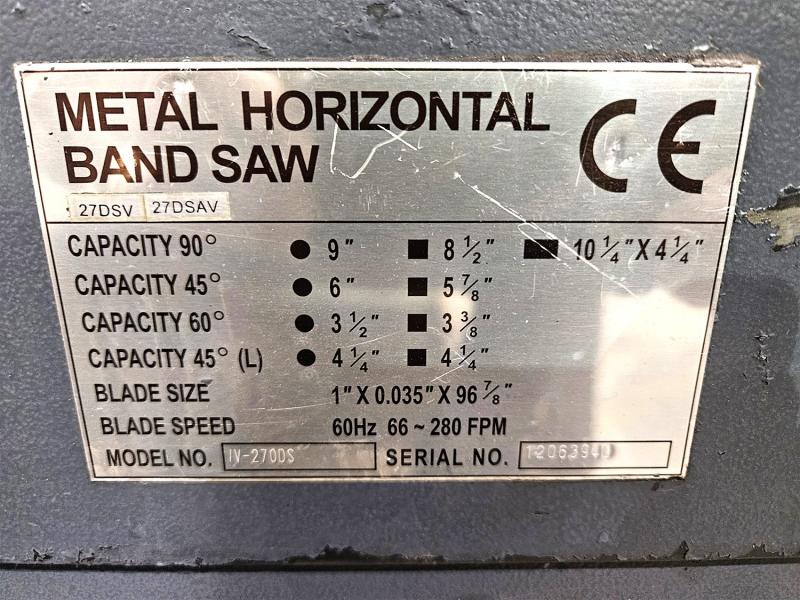 METAL HORIZONTAL
BAND SAW
CE
27DSV 27DSAV
CAPACITY 90° ● 9" ■ 8 1/2" ▬ 10 1/4" X 4 1/4"
CAPACITY 45° ● 6" ■ 5 7/8"
CAPACITY 60° ● 3 1/2" ■ 3 3/8"
CAPACITY 45° (L) ● 4 1/4" ■ 4 1/4"
BLADE SIZE 1" X 0.035" X 96 7/8"
BLADE SPEED 60Hz 66 ~ 280 FPM
MODEL NO. IV-270DS SERIAL NO.